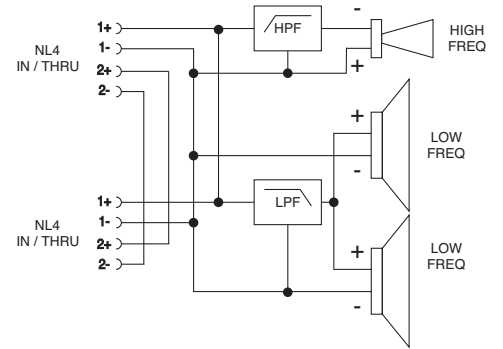 NL4
IN / THRU
1+
1-
2+
2-
HPF
-
+
HIGH
FREQ
+
-
LOW
FREQ
NL4
IN / THRU
1+
1-
2+
2-
LPF
+
-
LOW
FREQ